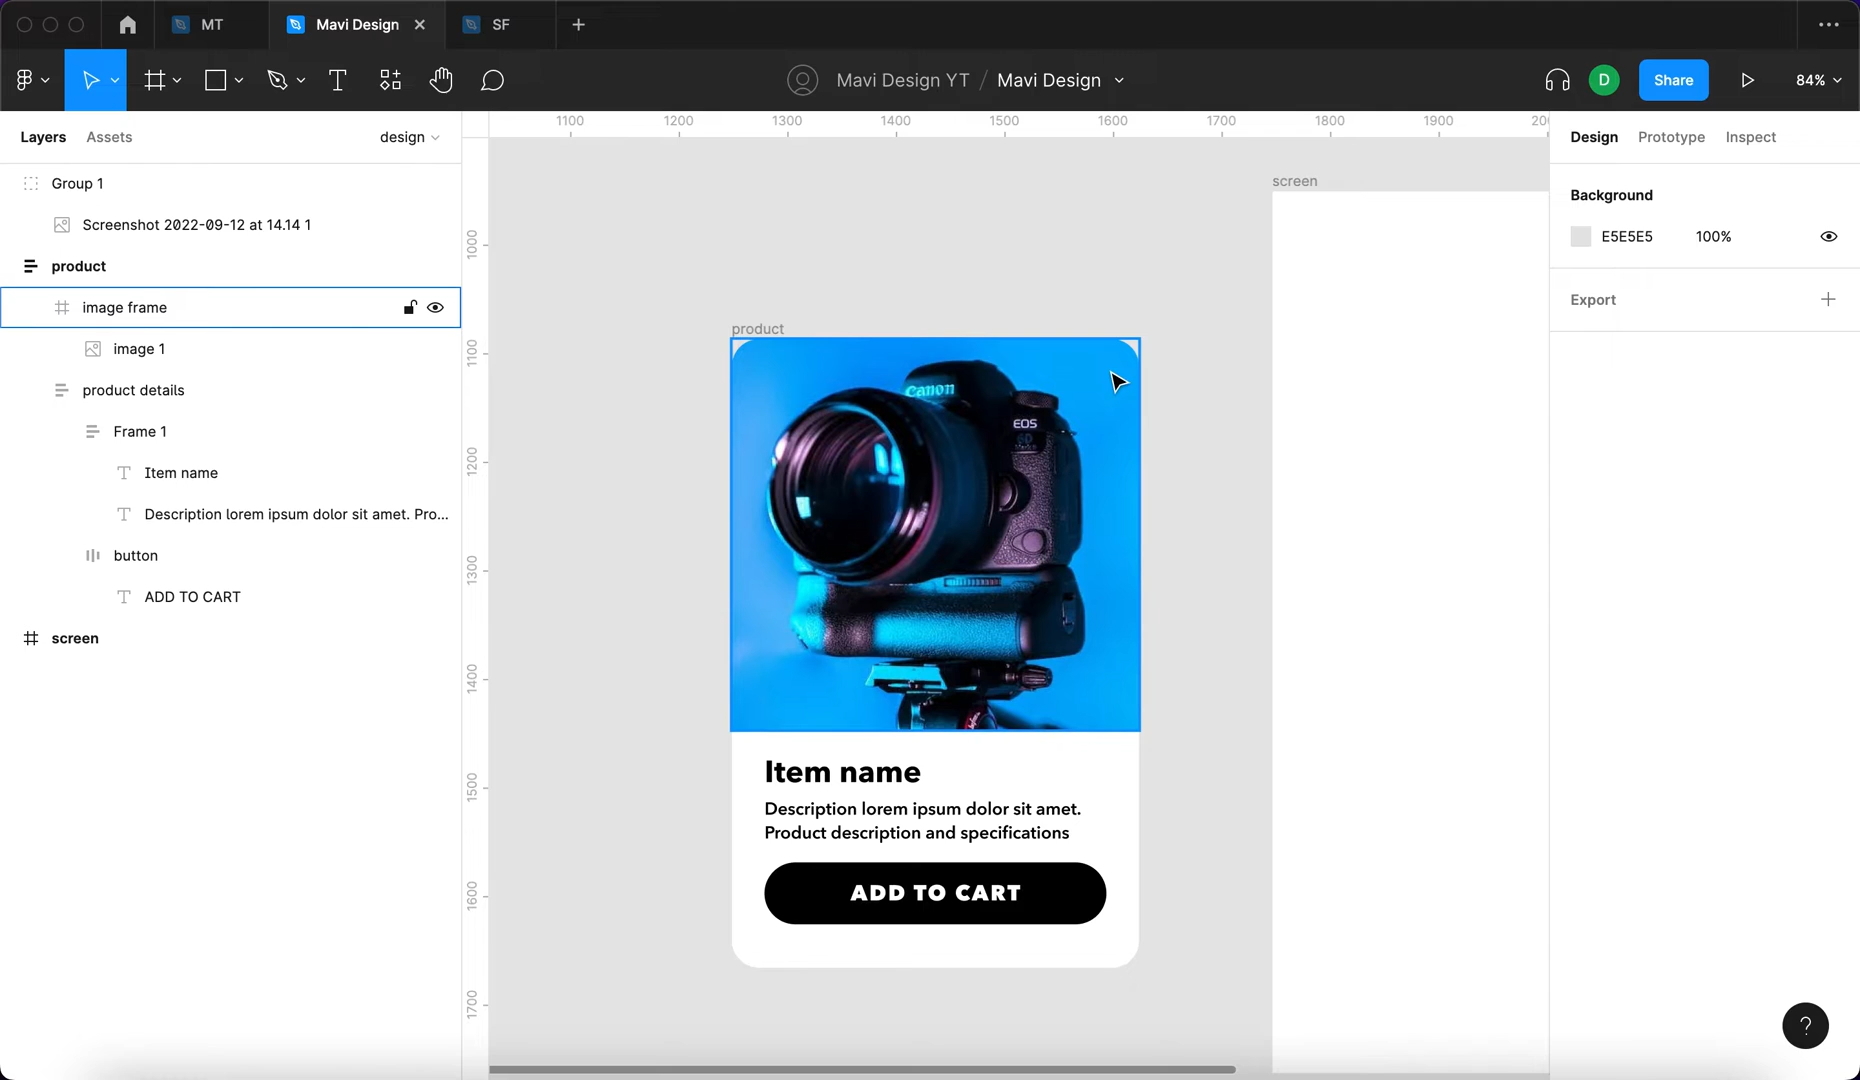 MT
Mavi Design
SF
Mavi Design YT / Mavi Design
D
Share
84%
Layers
Assets
design
Group 1
Screenshot 2022-09-12 at 14.14 1
product
image frame
image 1
product details
Frame 1
Item name
Description lorem ipsum dolor sit amet. Pro...
button
ADD TO CART
screen
1100
1200
1300
1400
1500
1600
1700
1800
1900
1000
1100
1200
1300
1400
1500
1600
1700
screen
product
Canon
EOS
Item name
Description lorem ipsum dolor sit amet.
Product description and specifications
ADD TO CART
Design
Prototype
Inspect
Background
E5E5E5
100%
Export
?